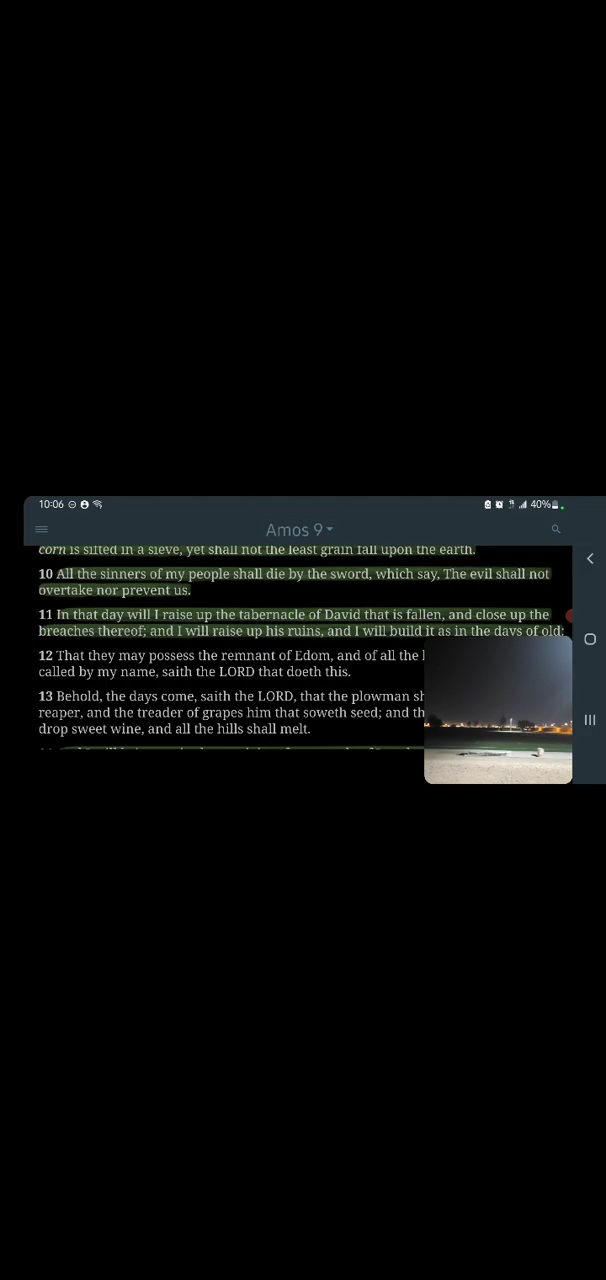 10:06 40%
Amos 9
corn is sifted in a sieve, yet shall not the least grain fall upon the earth.
10 All the sinners of my people shall die by the sword, which say, The evil shall not
overtake nor prevent us.
11 In that day will I raise up the tabernacle of David that is fallen, and close up the
breaches thereof; and I will raise up his ruins, and I will build it as in the days of old:
12 That they may possess the remnant of Edom, and of all the
called by my name, saith the LORD that doeth this.
13 Behold, the days come, saith the LORD, that the plowman sh
reaper, and the treader of grapes him that soweth seed; and th
drop sweet wine, and all the hills shall melt.